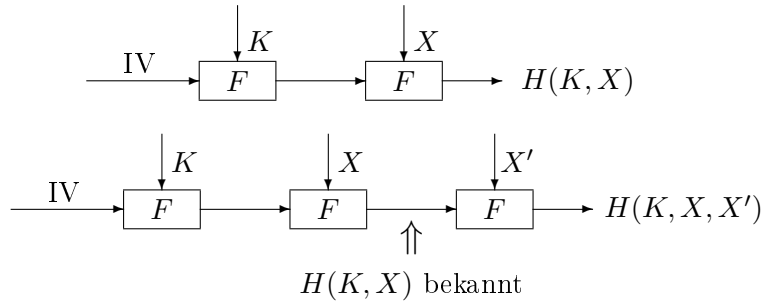 K X
IV F F H(K, X)
K X X′
IV F F F H(K, X, X′)
⇑
H(K, X) bekannt